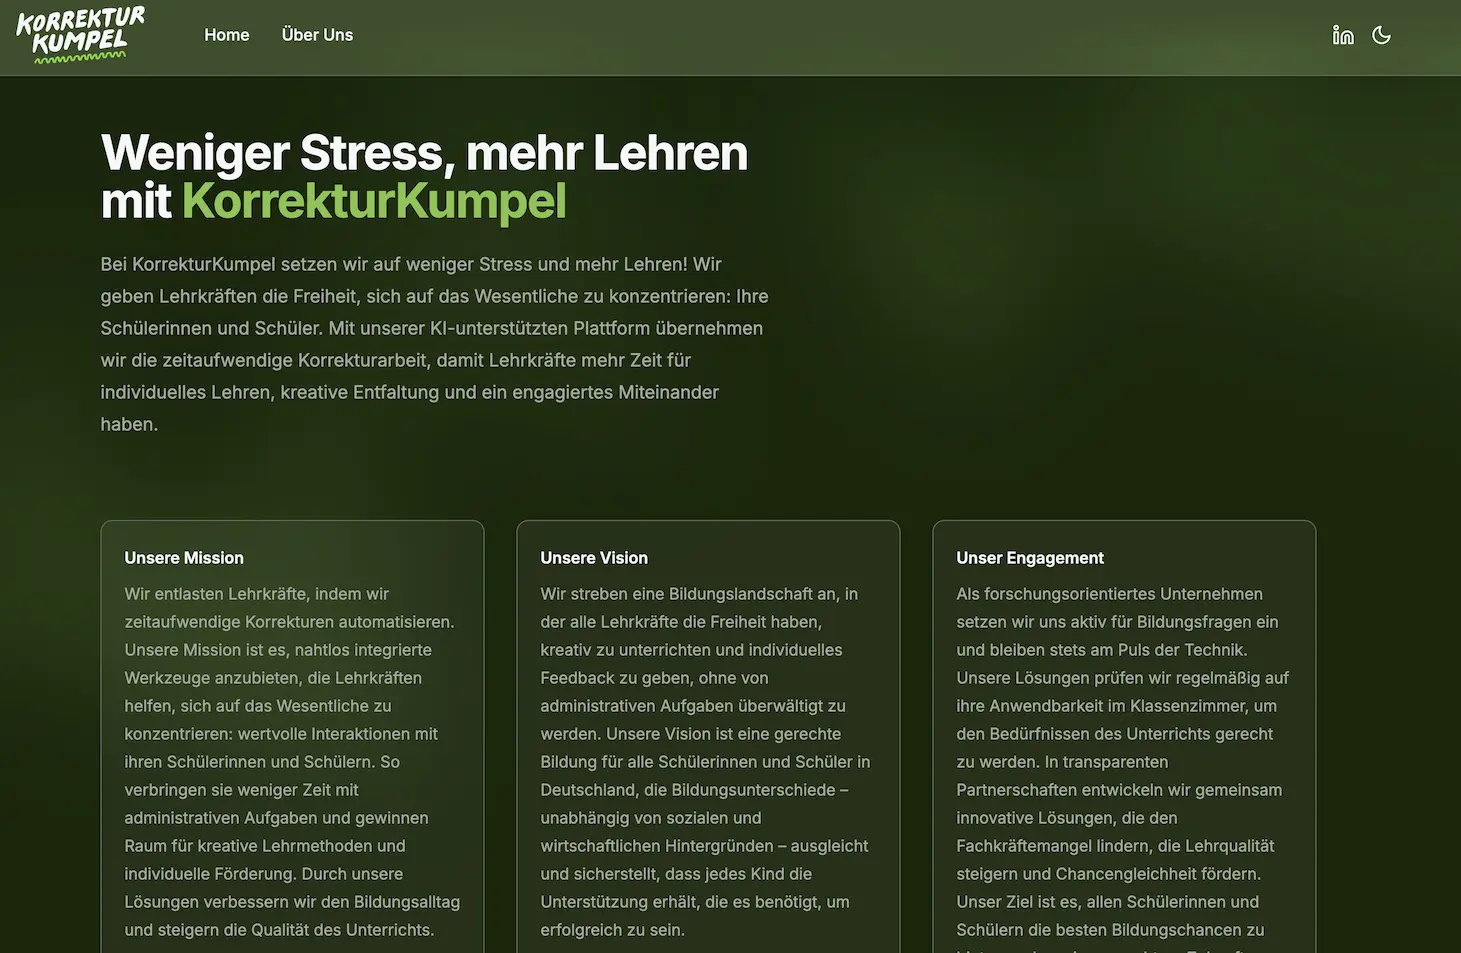 KORREKTUR
KUMPEL
Home
Über Uns
Weniger Stress, mehr Lehren
mit KorrekturKumpel
Bei KorrekturKumpel setzen wir auf weniger Stress und mehr Lehren! Wir
geben Lehrkräften die Freiheit, sich auf das Wesentliche zu konzentrieren: Ihre
Schülerinnen und Schüler. Mit unserer KI-unterstützten Plattform übernehmen
wir die zeitaufwendige Korrekturarbeit, damit Lehrkräfte mehr Zeit für
individuelles Lehren, kreative Entfaltung und ein engagiertes Miteinander
haben.
Unsere Mission
Wir entlasten Lehrkräfte, indem wir
zeitaufwendige Korrekturen automatisieren.
Unsere Mission ist es, nahtlos integrierte
Werkzeuge anzubieten, die Lehrkräften
helfen, sich auf das Wesentliche zu
konzentrieren: wertvolle Interaktionen mit
ihren Schülerinnen und Schülern. So
verbringen sie weniger Zeit mit
administrativen Aufgaben und gewinnen
Raum für kreative Lehrmethoden und
individuelle Förderung. Durch unsere
Lösungen verbessern wir den Bildungsalltag
und steigern die Qualität des Unterrichts.
Unsere Vision
Wir streben eine Bildungslandschaft an, in
der alle Lehrkräfte die Freiheit haben,
kreativ zu unterrichten und individuelles
Feedback zu geben, ohne von
administrativen Aufgaben überwältigt zu
werden. Unsere Vision ist eine gerechte
Bildung für alle Schülerinnen und Schüler in
Deutschland, die Bildungsunterschiede –
unabhängig von sozialen und
wirtschaftlichen Hintergründen – ausgleicht
und sicherstellt, dass jedes Kind die
Unterstützung erhält, die es benötigt, um
erfolgreich zu sein.
Unser Engagement
Als forschungsorientiertes Unternehmen
setzen wir uns aktiv für Bildungsfragen ein
und bleiben stets am Puls der Technik.
Unsere Lösungen prüfen wir regelmäßig auf
ihre Anwendbarkeit im Klassenzimmer, um
den Bedürfnissen des Unterrichts gerecht
zu werden. In transparenten
Partnerschaften entwickeln wir gemeinsam
innovative Lösungen, die den
Fachkräftemangel lindern, die Lehrqualität
steigern und Chancengleichheit fördern.
Unser Ziel ist es, allen Schülerinnen und
Schülern die besten Bildungschancen zu